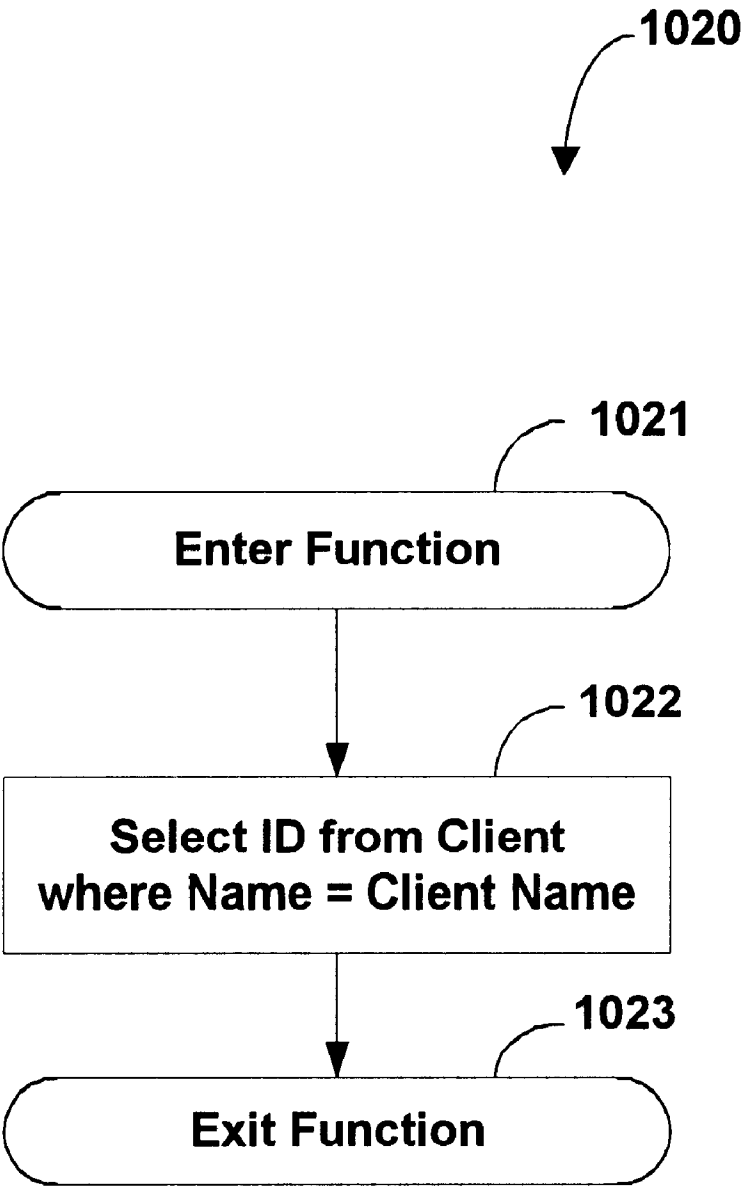 1020
1021
Enter Function
1022
Select ID from Client
where Name = Client Name
1023
Exit Function